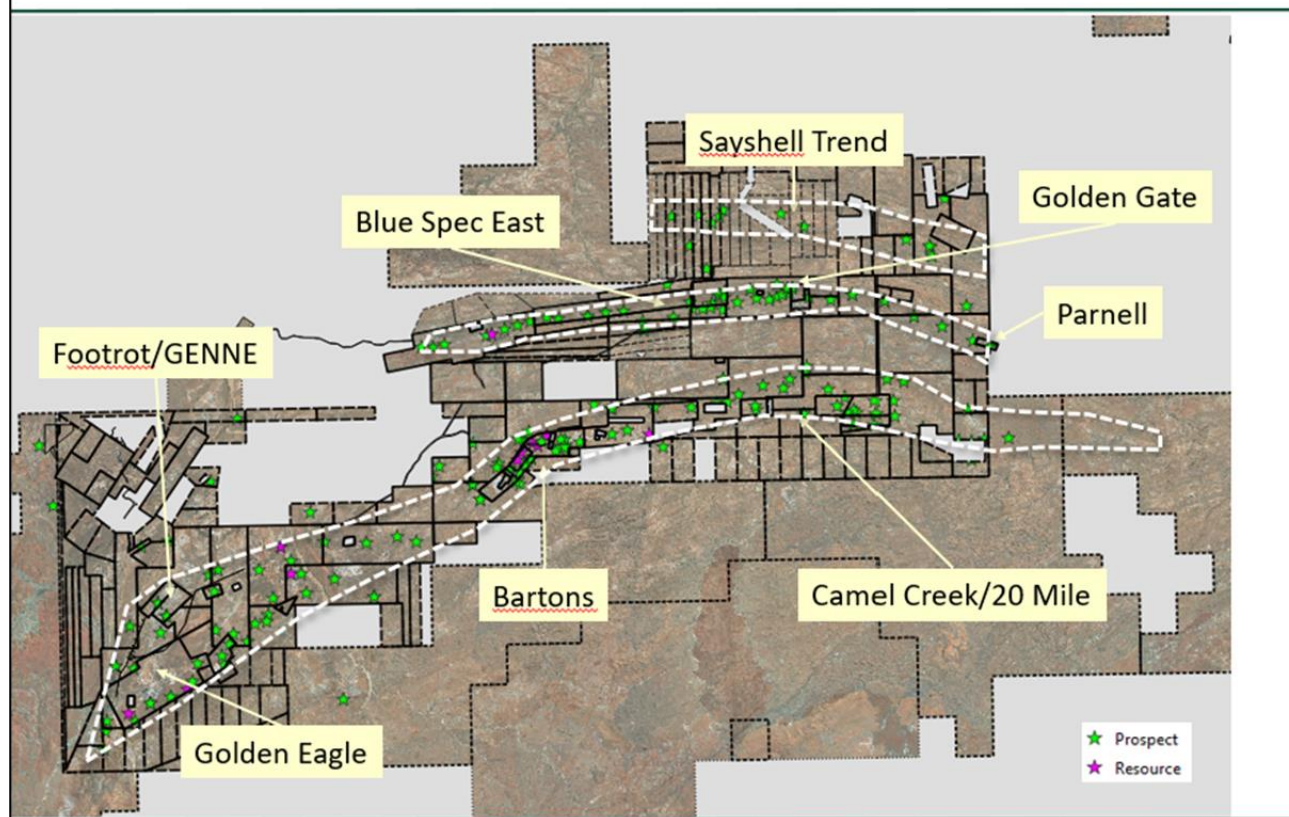 Sayshell Trend
Golden Gate
Blue Spec East
Parnell
Footrot/GENNE
Bartons
Camel Creek/20 Mile
Golden Eagle
Prospect
Resource